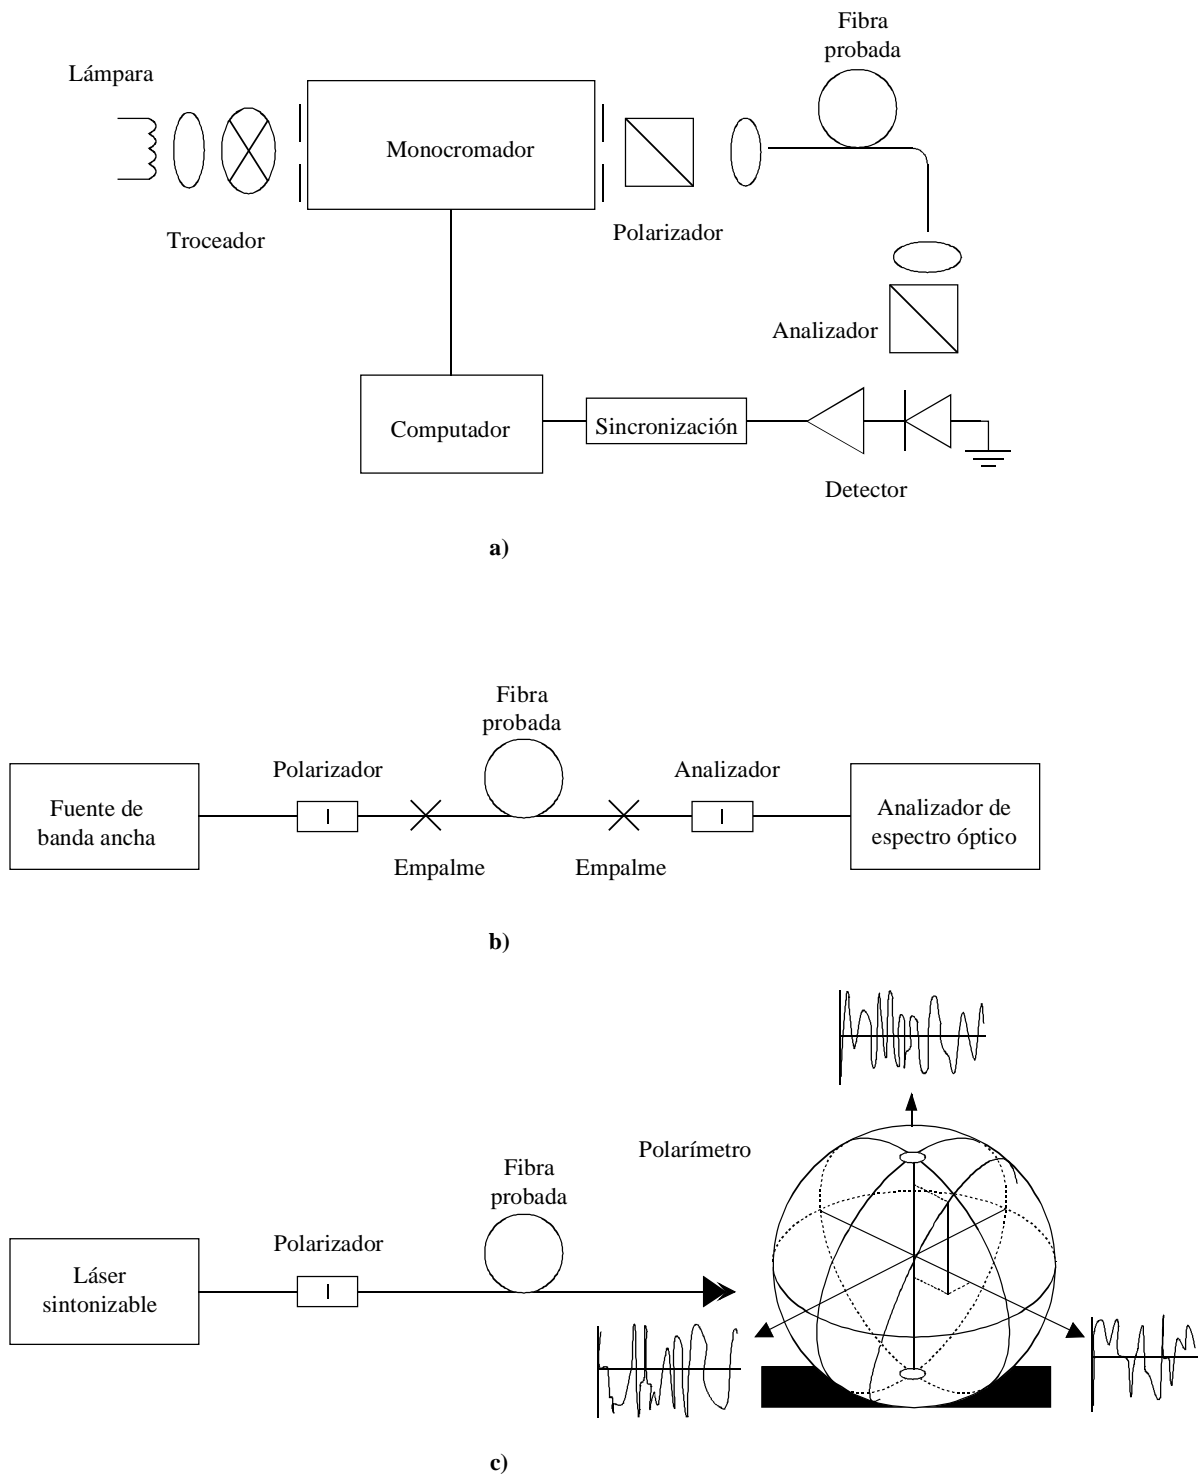 Fibra
probada
Lámpara
Monocromador
Troceador
Polarizador
Analizador
Computador
Sincronización
Detector
a)
Fibra
probada
Polarizador
Analizador
Fuente de
banda ancha
Analizador de
espectro óptico
Empalme
Empalme
b)
Polarímetro
Fibra
probada
Polarizador
Láser
sintonizable
c)